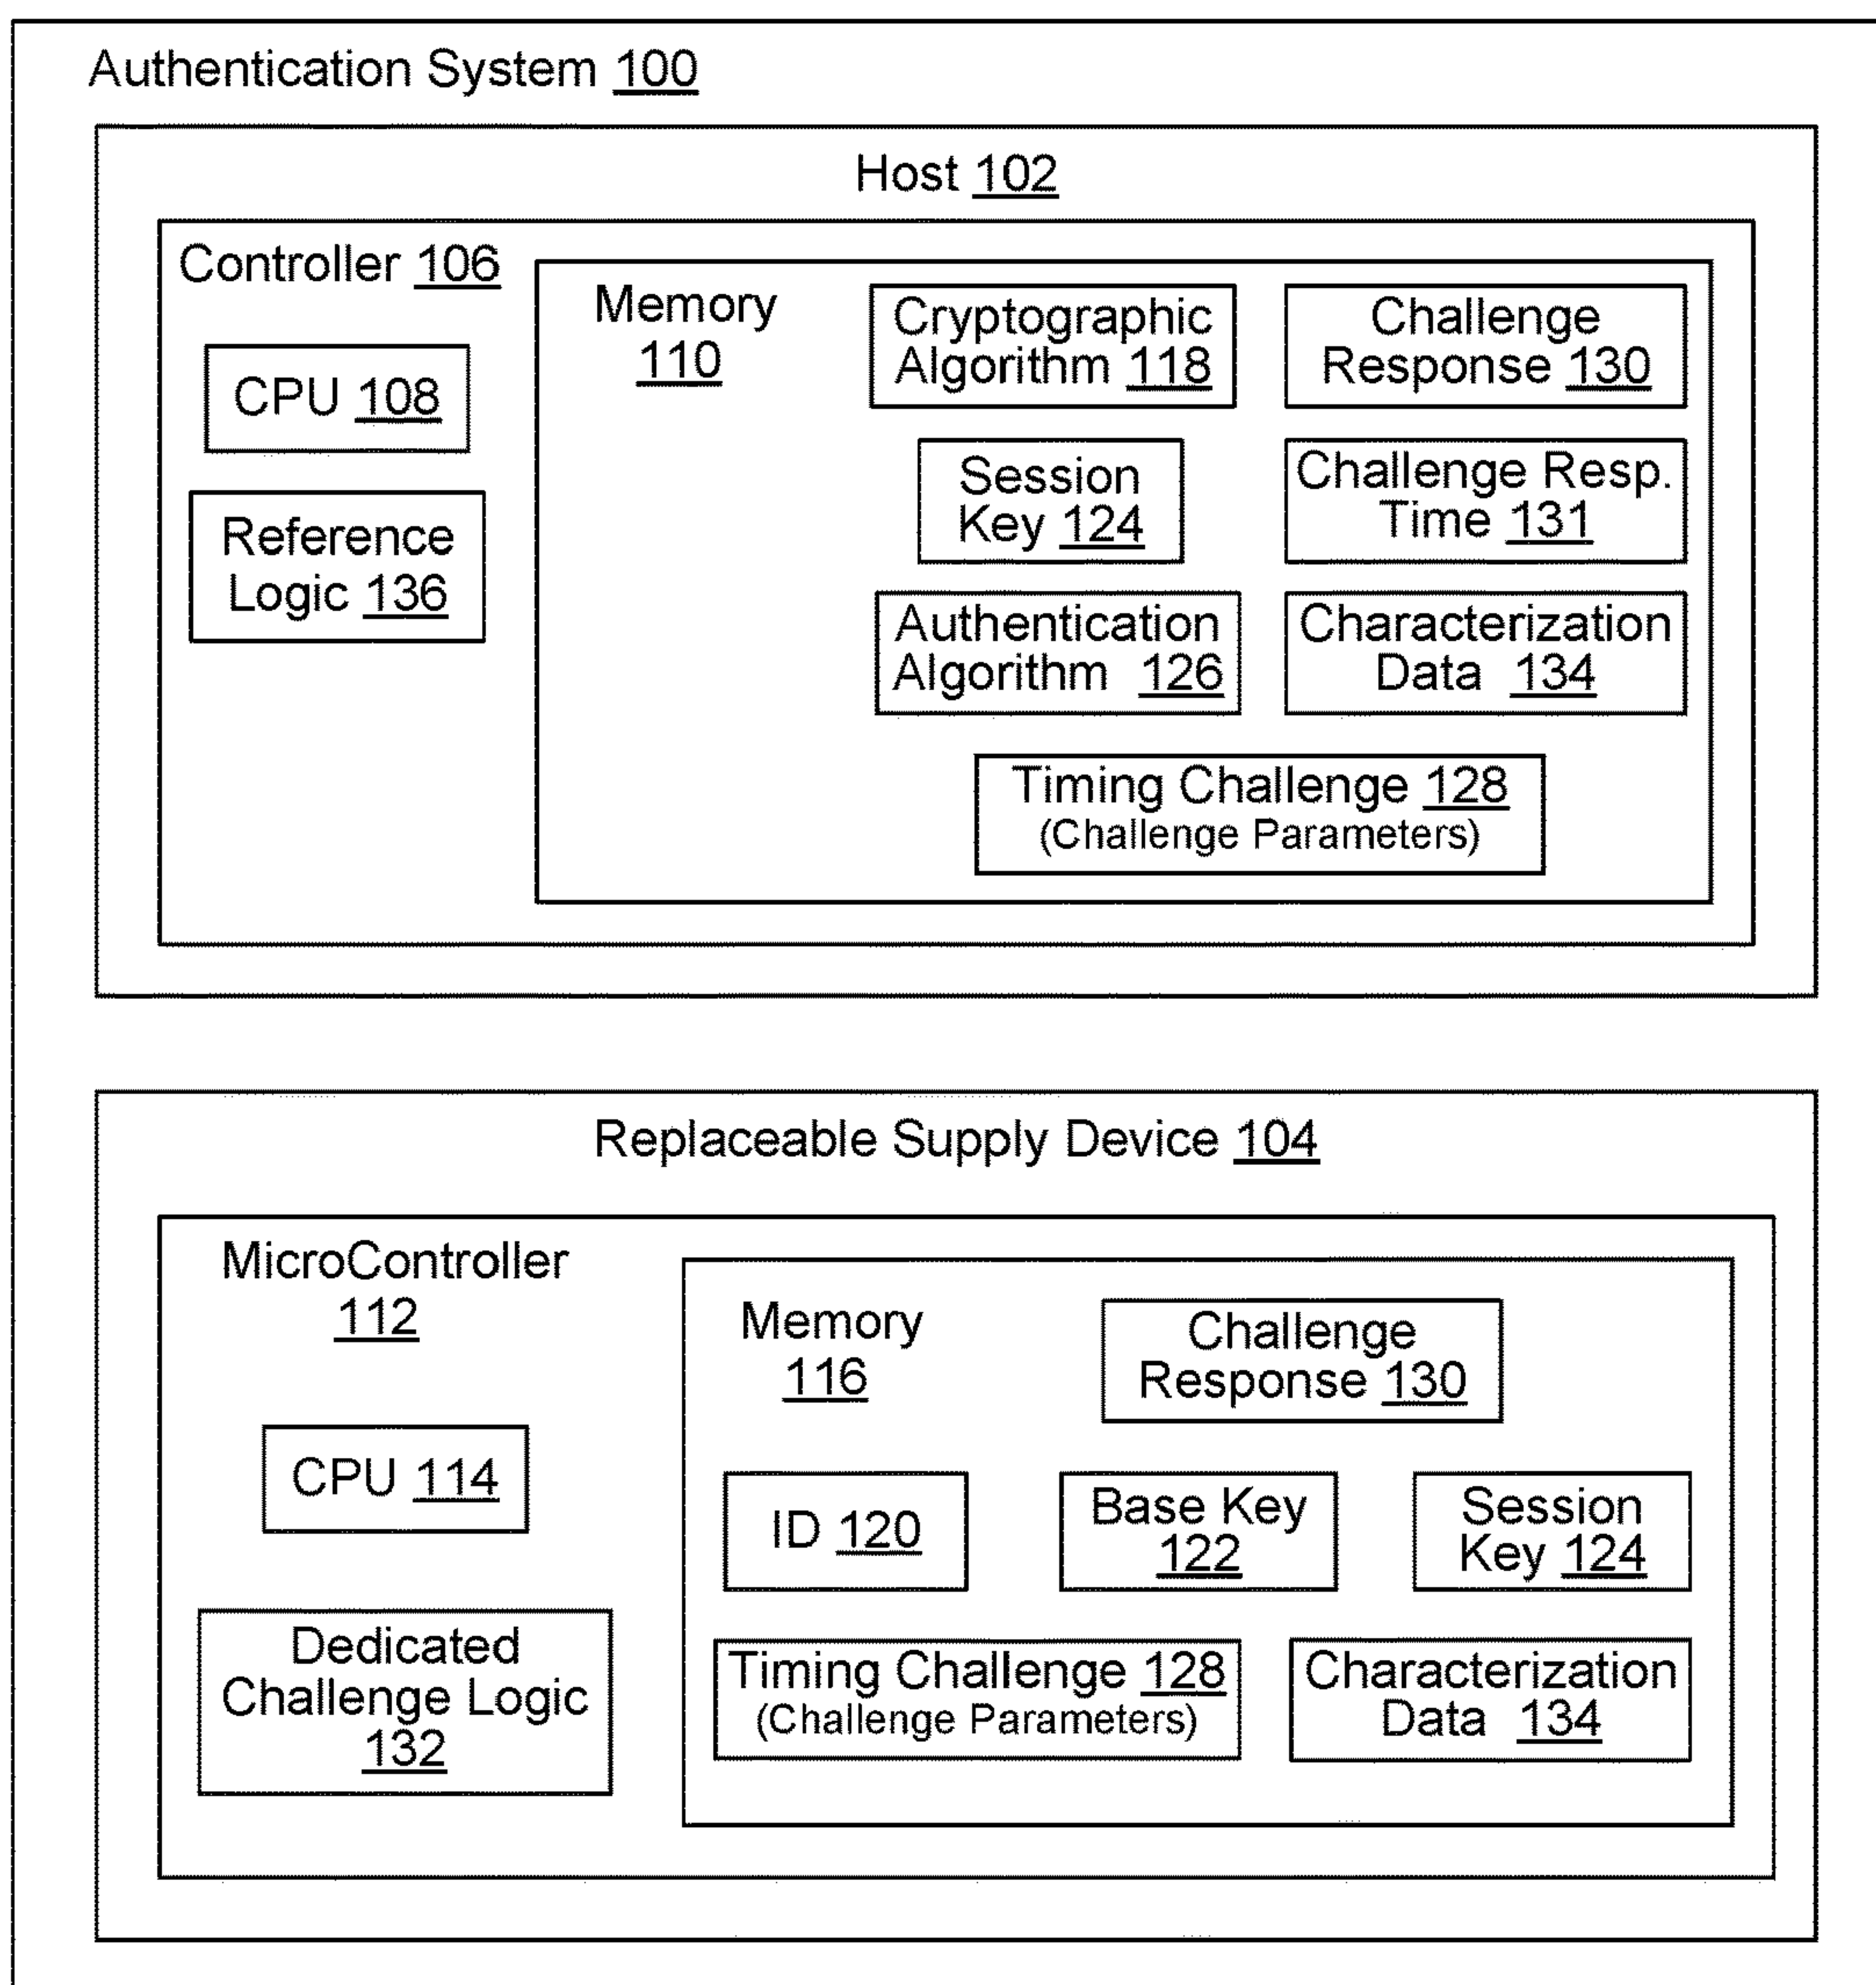 Authentication System 100
Host 102
Controller 106
CPU 108
Reference
Logic 136
Memory
110
Cryptographic
Algorithm 118
Challenge
Response 130
Session
Key 124
Challenge Resp.
Time 131
Authentication
Algorithm 126
Characterization
Data 134
Timing Challenge 128
(Challenge Parameters)
Replaceable Supply Device 104
MicroController
112
CPU 114
Dedicated
Challenge Logic
132
Memory
116
Challenge
Response 130
ID 120
Base Key
122
Session
Key 124
Timing Challenge 128
(Challenge Parameters)
Characterization
Data 134